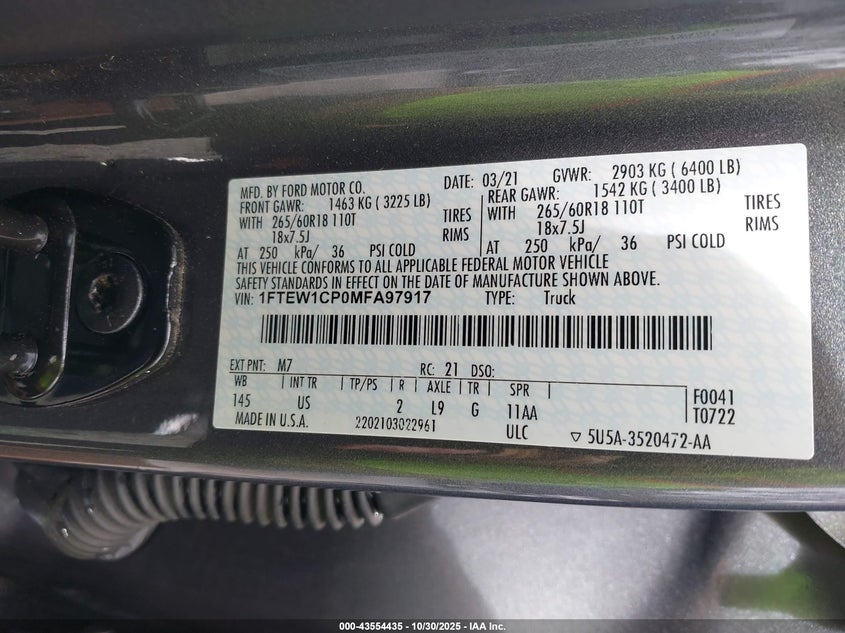 MFD. BY FORD MOTOR CO. DATE: 03/21 GVWR: 2903 KG ( 6400 LB)
FRONT GAWR: 1463 KG ( 3225 LB) REAR GAWR: 1542 KG ( 3400 LB)
WITH 265/60R18 110T TIRES WITH 265/60R18 110T TIRES
18x7.5J RIMS 18x7.5J RIMS
AT 250 kPa/ 36 PSI COLD AT 250 kPa/ 36 PSI COLD
THIS VEHICLE CONFORMS TO ALL APPLICABLE FEDERAL MOTOR VEHICLE
SAFETY STANDARDS IN EFFECT ON THE DATE OF MANUFACTURE SHOWN ABOVE.
VIN: 1FTEW1CP0MFA97917 TYPE: Truck
EXT PNT: M7 RC: 21 DSO:
WB INT TR TP/PS R AXLE TR SPR F0041
145 US 2 L9 G 11AA T0722
MADE IN U.S.A. 2202103022961 ULC ▽ 5U5A-3520472-AA
000-43554435 - 10/30/2025 - IAA Inc.